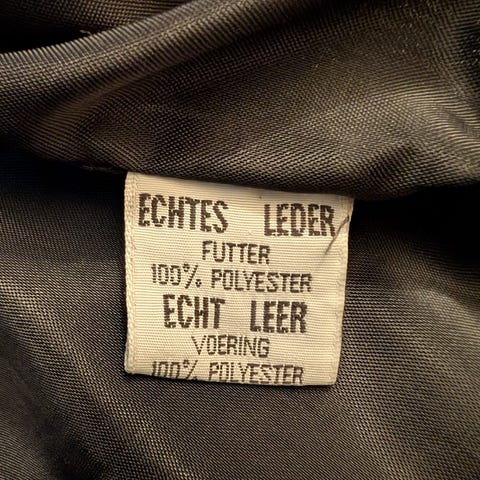 ECHTES LEDER
FUTTER
100% POLYESTER
ECHT LEER
VOERING
100% POLYESTER